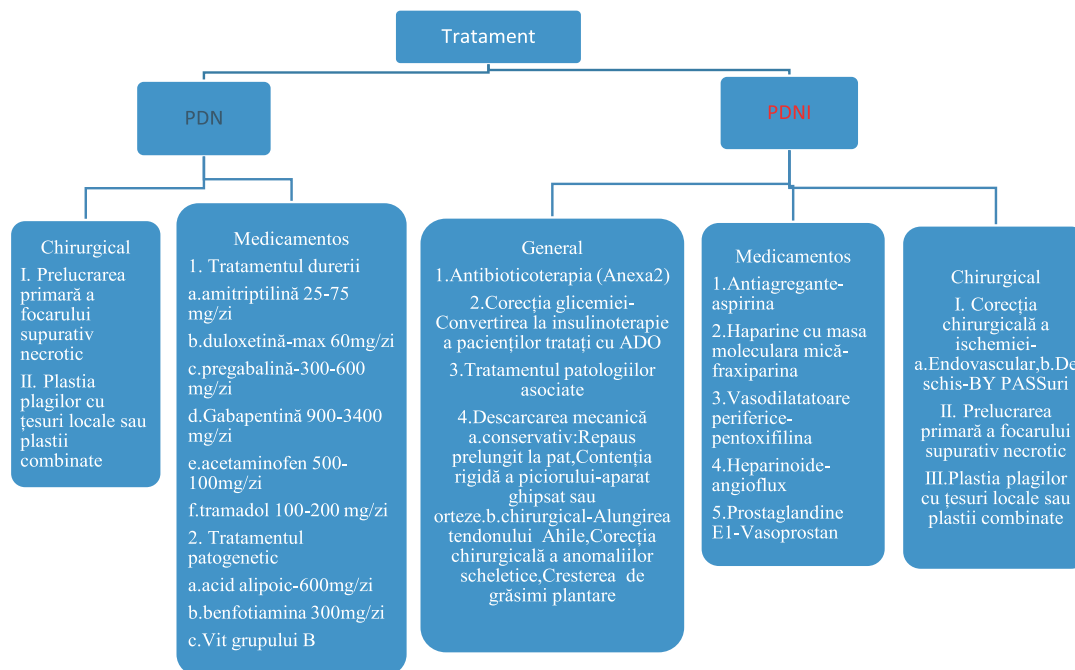 Tratament
PDN
PDNI
Chirurgical
I. Prelucrarea
primară a
focarului
supurativ
necrotic
II. Plastia
plagilor cu
țesuri locale sau
plastii
combinate
Medicamentos
1. Tratamentul durerii
a.amitriptilină 25-75
mg/zi
b.duloxetină-max 60mg/zi
c.pregabalină-300-600
mg/zi
d.Gabapentină 900-3400
mg/zi
e.acetaminofen 500-
100mg/zi
f.tramadol 100-200 mg/zi
2. Tratamentul
patogenetic
a.acid alipoic-600mg/zi
b.benfotiamina 300mg/zi
c.Vit grupului B
General
1.Antibioticoterapia (Anexa2)
2.Corecția glicemiei-
Convertirea la insulinoterapie
a pacienților tratați cu ADO
3.Tratamentul patologiilor
asociate
4.Descarcarea mecanică
a.conservativ:Repaus
prelungit la pat,Contenția
rigidă a piciorului-aparat
ghipsat sau
orteze.b.chirurgical-Alungirea
tendonului Ahile,Corecția
chirurgicală a anomaliilor
scheletice,Cresterea de
grăsimi plantare
Medicamentos
1.Antiagregante-
aspirina
2.Haparine cu masa
moleculara mică-
fraxiparina
3.Vasodilatatoare
periferice-
pentoxifilina
4.Heparinoide-
angioflux
5.Prostaglandine
E1-Vasoprostan
Chirurgical
I. Corecția
chirurgicală a
ischemiei-
a.Endovascular,b.De
schis-BY PASSuri
II. Prelucrarea
primară a focarului
supurativ necrotic
III.Plastia plagilor
cu țesuri locale sau
plastii combinate